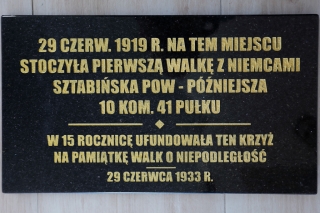 29 CZERW. 1919 R. NA TEM MIEJSCU
STOCZYŁA PIERWSZĄ WALKĘ Z NIEMCAMI
SZTABIŃSKA POW - PÓŹNIEJSZA
10 KOM. 41 PUŁKU
W 15 ROCZNICĘ UFUNDOWAŁA TEN KRZYŻ
NA PAMIĄTKĘ WALK O NIEPODLEGŁOŚĆ
29 CZERWCA 1933 R.